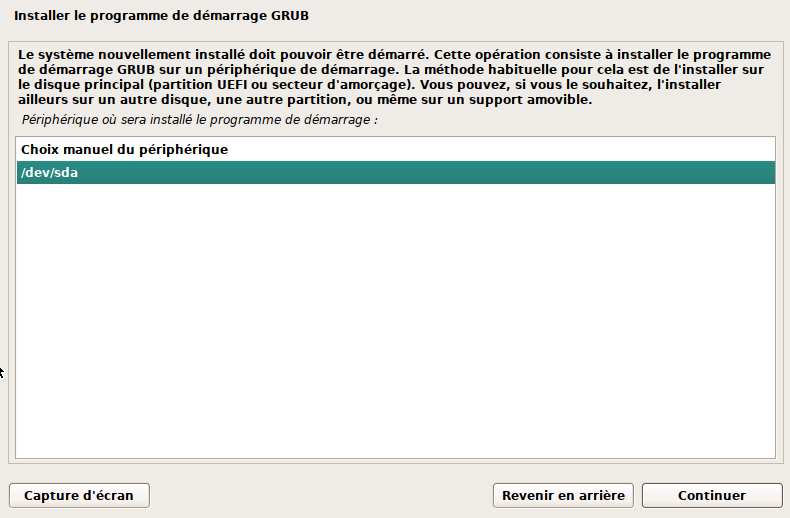 Installer le programme de démarrage GRUB
Le système nouvellement installé doit pouvoir être démarré. Cette opération consiste à installer le programme
de démarrage GRUB sur un périphérique de démarrage. La méthode habituelle pour cela est de l'installer sur
le disque principal (partition UEFI ou secteur d'amorçage). Vous pouvez, si vous le souhaitez, l'installer
ailleurs sur un autre disque, une autre partition, ou même sur un support amovible.
Périphérique où sera installé le programme de démarrage :
Choix manuel du périphérique
/dev/sda
Capture d'écran
Revenir en arrière
Continuer